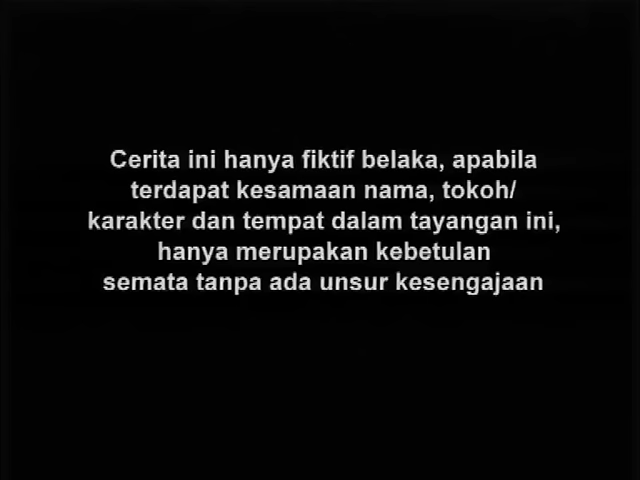 Cerita ini hanya fiktif belaka, apabila
terdapat kesamaan nama, tokoh/
karakter dan tempat dalam tayangan ini,
hanya merupakan kebetulan
semata tanpa ada unsur kesengajaan